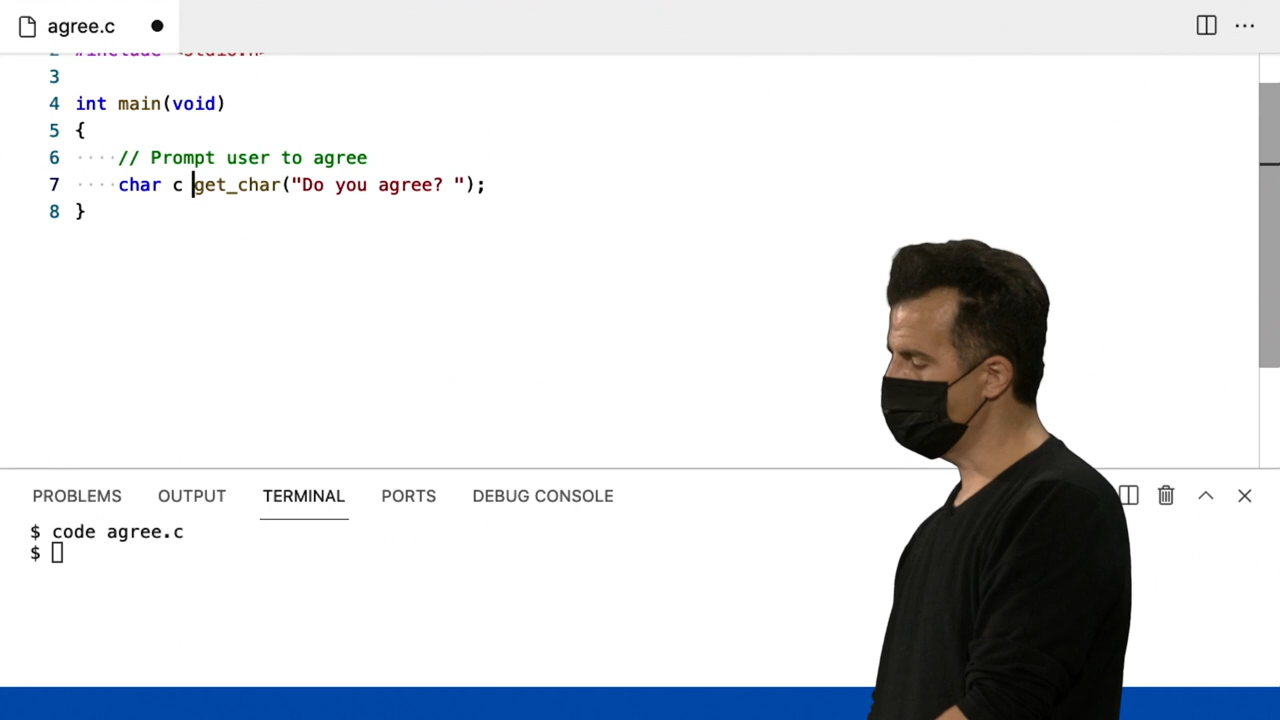 agree.c
2 #include <stdio.h>
3
4 int main(void)
5 {
6 ····// Prompt user to agree
7 ····char c get_char("Do you agree? ");
8 }
PROBLEMS OUTPUT TERMINAL PORTS DEBUG CONSOLE
$ code agree.c
$